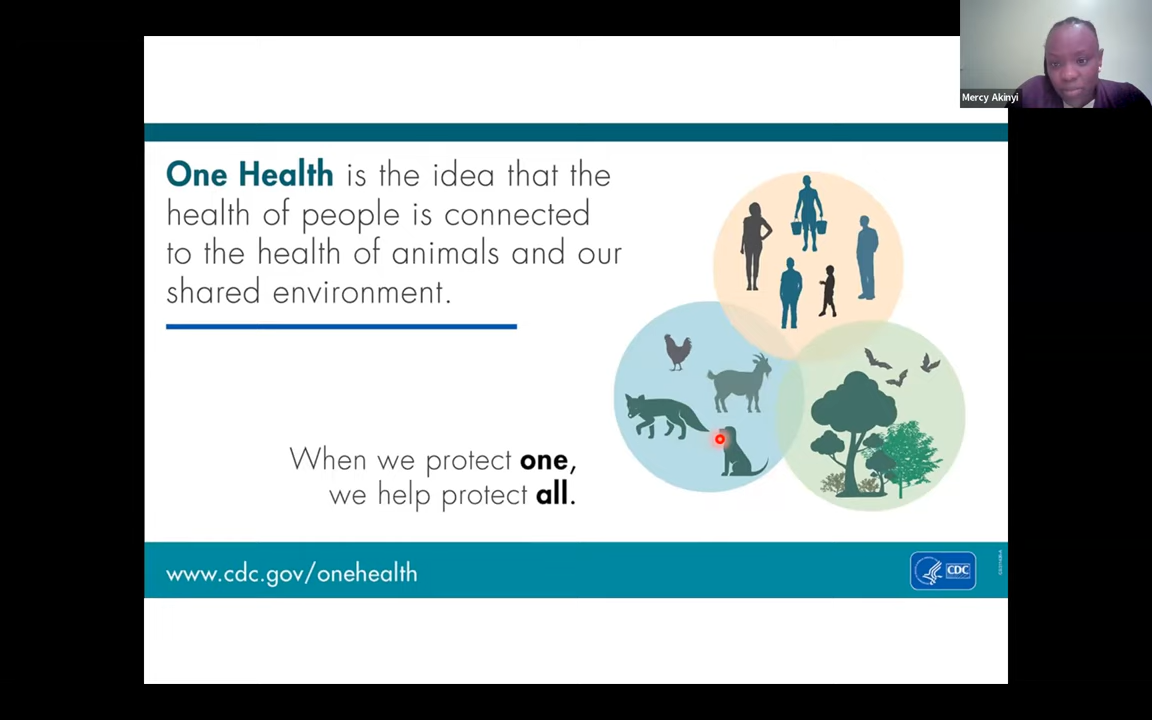 Mercy Akinyi
One Health is the idea that the
health of people is connected
to the health of animals and our
shared environment.
When we protect one,
we help protect all.
www.cdc.gov/onehealth
CDC